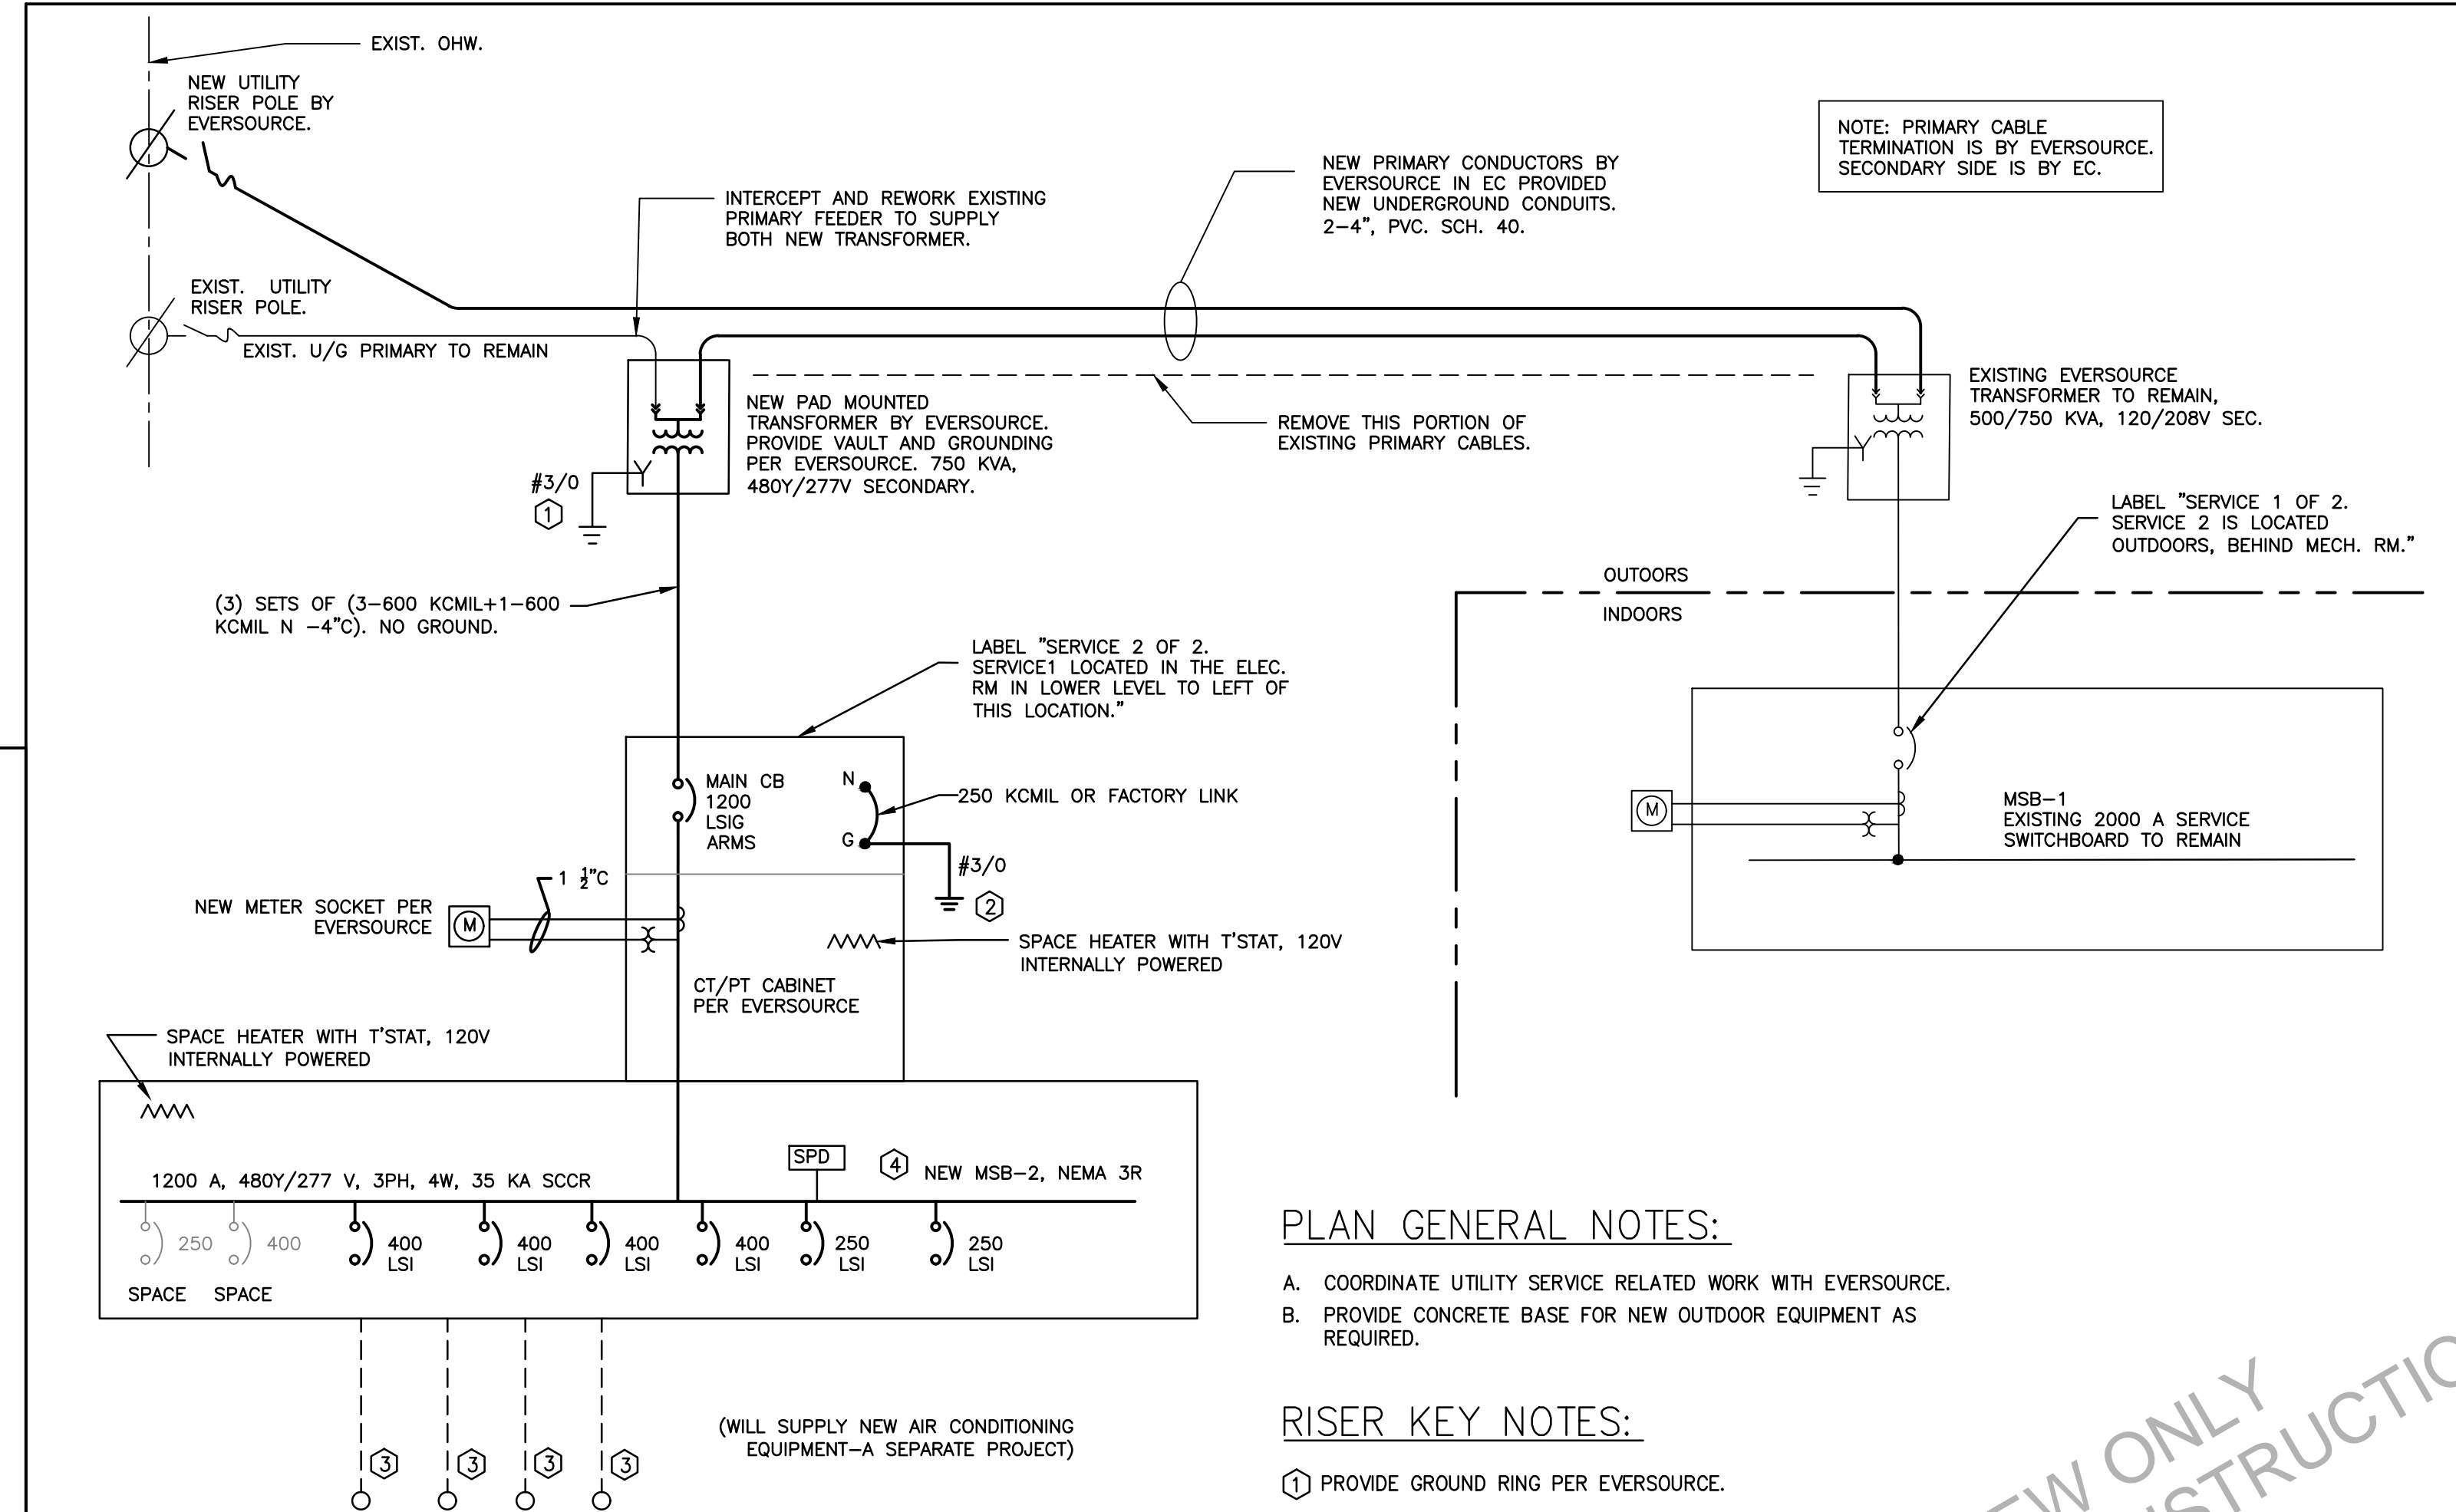 EXIST. OHW.
NEW UTILITY
RISER POLE BY
EVERSOURCE.
NOTE: PRIMARY CABLE
TERMINATION IS BY EVERSOURCE.
SECONDARY SIDE IS BY EC.
NEW PRIMARY CONDUCTORS BY
EVERSOURCE IN EC PROVIDED
NEW UNDERGROUND CONDUITS.
2-4", PVC. SCH. 40.
INTERCEPT AND REWORK EXISTING
PRIMARY FEEDER TO SUPPLY
BOTH NEW TRANSFORMER.
EXIST. UTILITY
RISER POLE.
EXIST. U/G PRIMARY TO REMAIN
NEW PAD MOUNTED
TRANSFORMER BY EVERSOURCE.
PROVIDE VAULT AND GROUNDING
PER EVERSOURCE. 750 KVA,
480Y/277V SECONDARY.
REMOVE THIS PORTION OF
EXISTING PRIMARY CABLES.
EXISTING EVERSOURCE
TRANSFORMER TO REMAIN,
500/750 KVA, 120/208V SEC.
#3/0
1
LABEL "SERVICE 1 OF 2.
SERVICE 2 IS LOCATED
OUTDOORS, BEHIND MECH. RM."
OUTOORS
INDOORS
(3) SETS OF (3-600 KCMIL+1-600
KCMIL N -4"C). NO GROUND.
LABEL "SERVICE 2 OF 2.
SERVICE1 LOCATED IN THE ELEC.
RM IN LOWER LEVEL TO LEFT OF
THIS LOCATION."
MAIN CB
1200
LSIG
ARMS
N
G
250 KCMIL OR FACTORY LINK
#3/0
2
M
MSB-1
EXISTING 2000 A SERVICE
SWITCHBOARD TO REMAIN
1 ½"C
NEW METER SOCKET PER
EVERSOURCE
M
SPACE HEATER WITH T'STAT, 120V
INTERNALLY POWERED
CT/PT CABINET
PER EVERSOURCE
SPACE HEATER WITH T'STAT, 120V
INTERNALLY POWERED
SPD
4
NEW MSB-2, NEMA 3R
1200 A, 480Y/277 V, 3PH, 4W, 35 KA SCCR
250
SPACE
400
SPACE
400
LSI
400
LSI
400
LSI
400
LSI
250
LSI
250
LSI
3
3
3
3
(WILL SUPPLY NEW AIR CONDITIONING
EQUIPMENT-A SEPARATE PROJECT)
PLAN GENERAL NOTES:
A. COORDINATE UTILITY SERVICE RELATED WORK WITH EVERSOURCE.
B. PROVIDE CONCRETE BASE FOR NEW OUTDOOR EQUIPMENT AS
REQUIRED.
RISER KEY NOTES:
1 PROVIDE GROUND RING PER EVERSOURCE.
ONLY